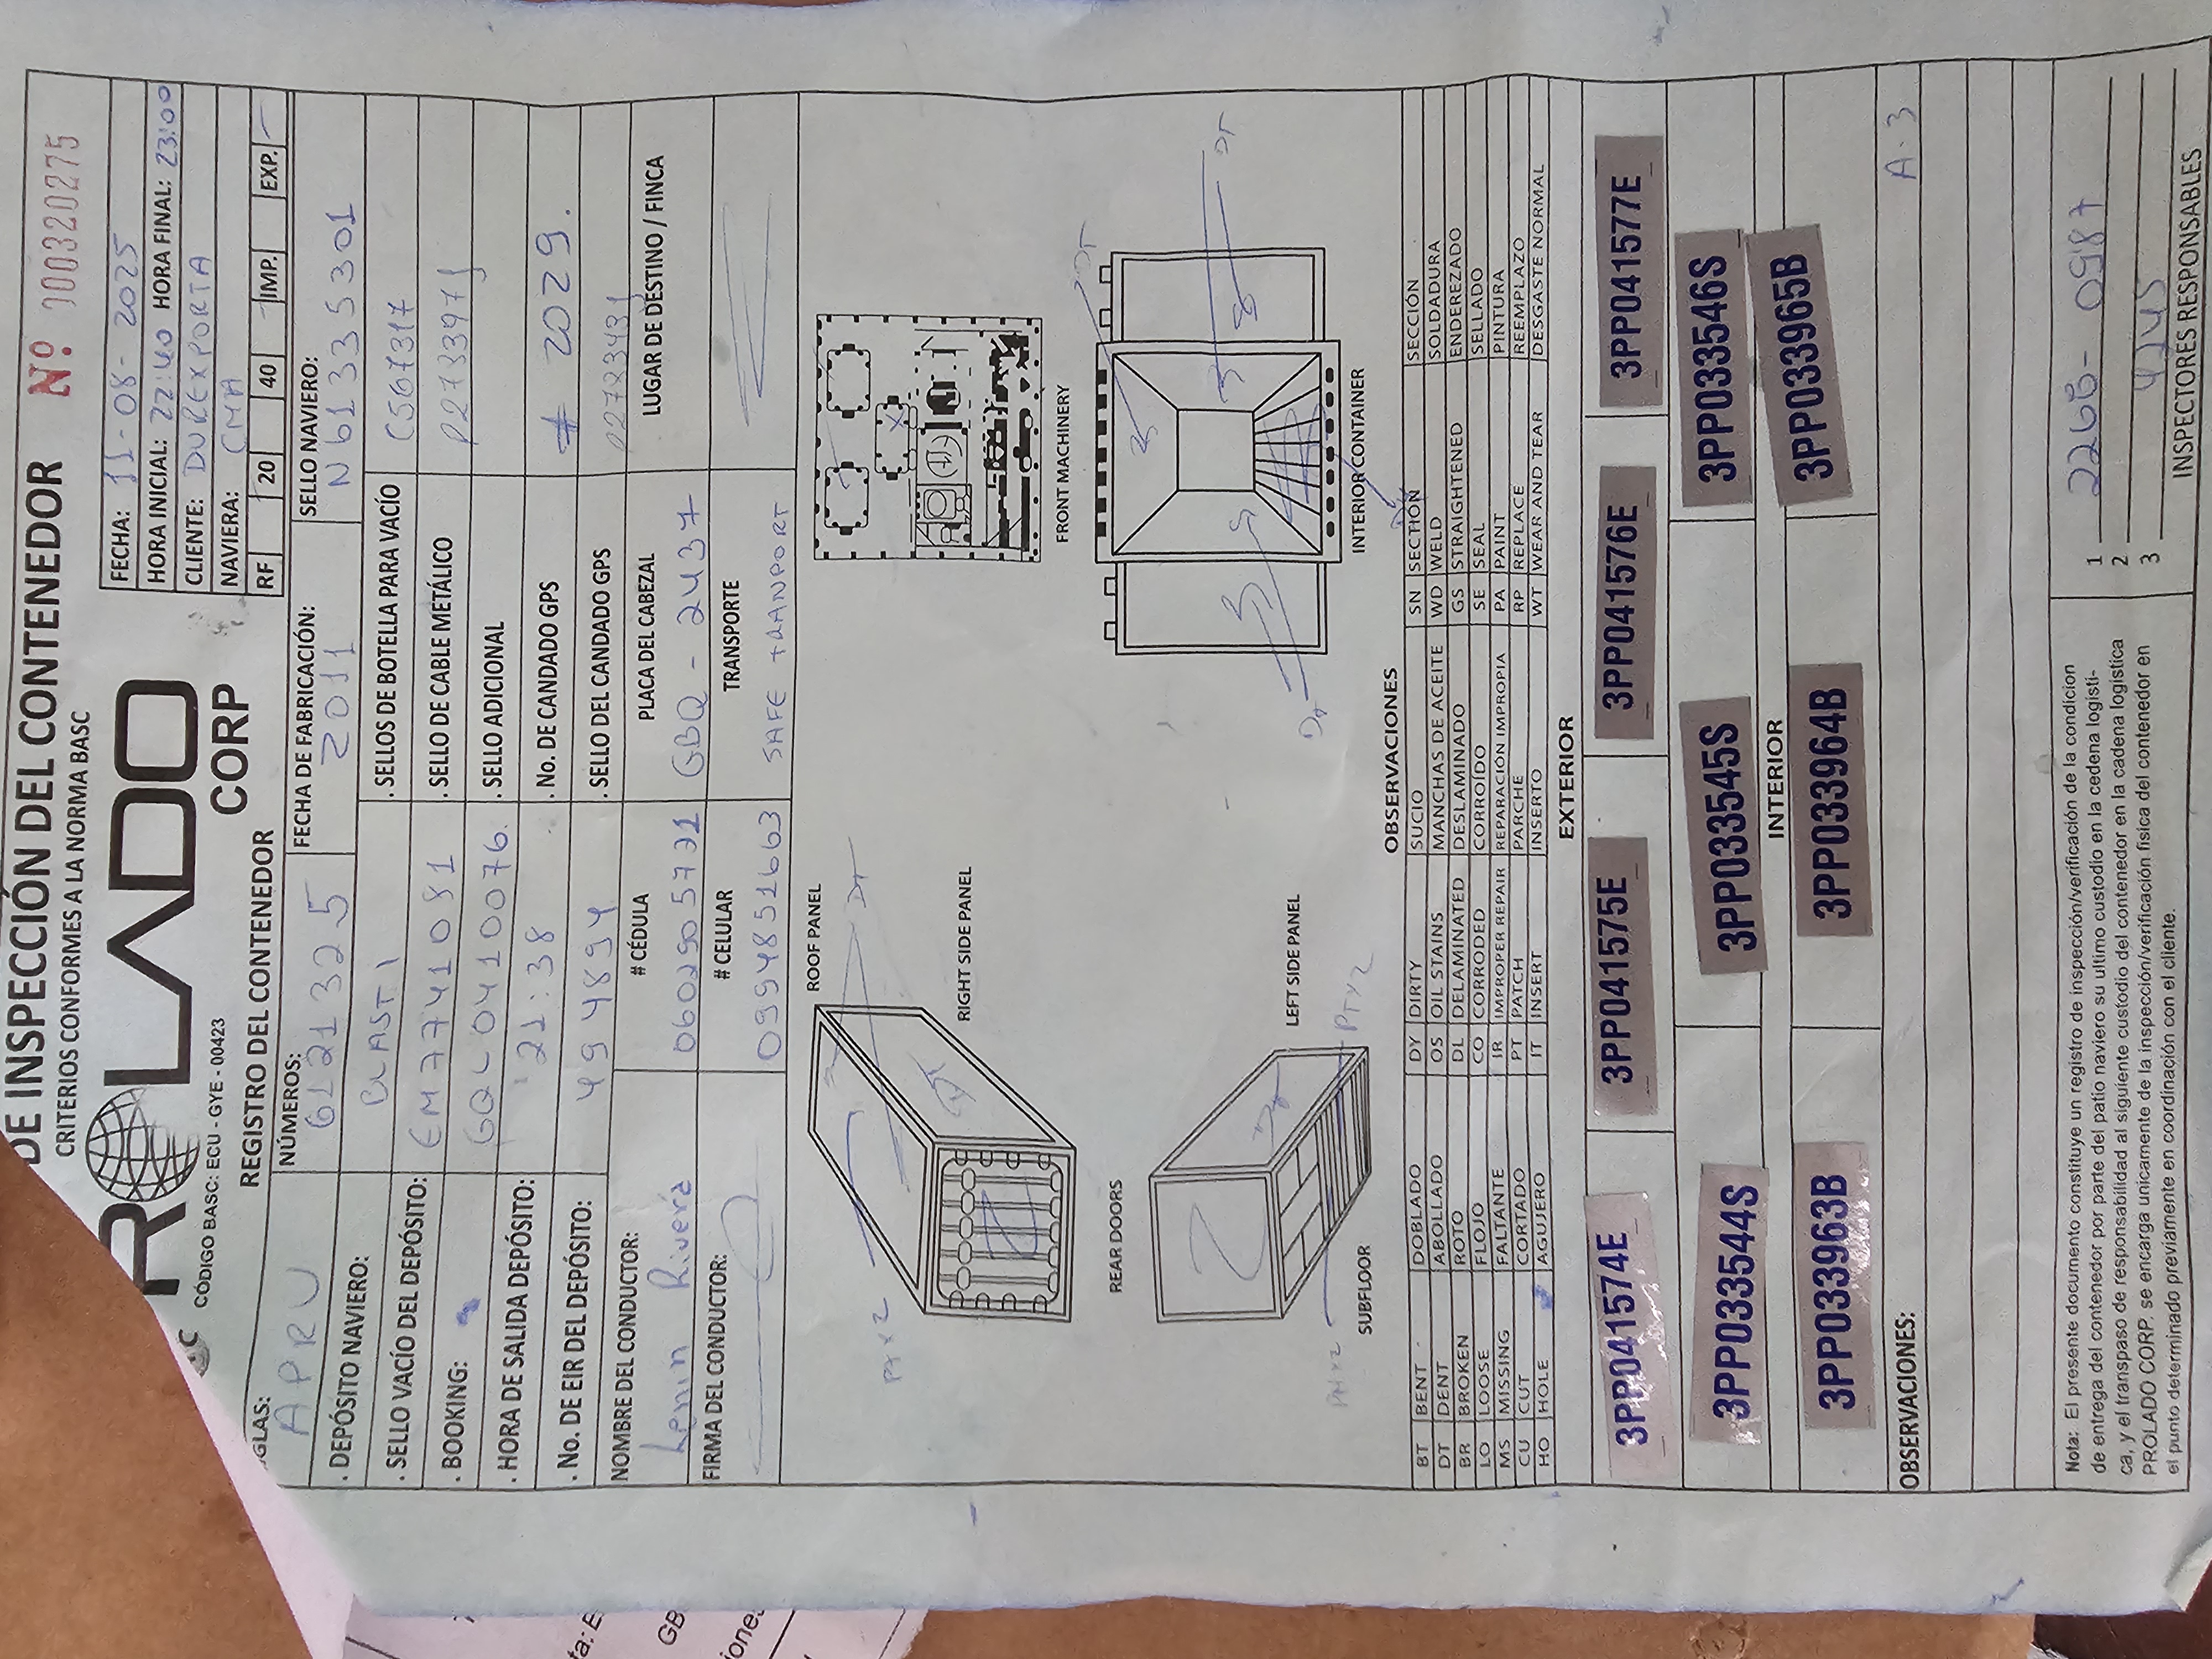 DE INSPECCIÓN DEL CONTENEDOR
Nº 000320275
CRITERIOS CONFORMES A LA NORMA BASC
ROLADO
CORP
CÓDIGO BASC: ECU - GYE - 00423
FECHA: 11-08-2025
HORA INICIAL: 22:40 HORA FINAL: 23:00
CLIENTE: DUREXPORTA
NAVIERA: CMA
RF 20 40 IMP. EXP.
REGISTRO DEL CONTENEDOR
IGLAS: APRU
NÚMEROS: 6121325
FECHA DE FABRICACIÓN: 2011
SELLO NAVIERO: N61335301
. DEPÓSITO NAVIERO: BLASTI
. SELLOS DE BOTELLA PARA VACÍO C567317
. SELLO VACÍO DEL DEPÓSITO: EM7741081
. SELLO DE CABLE METÁLICO
. BOOKING: GQL0410076.
. SELLO ADICIONAL
. HORA DE SALIDA DEPÓSITO: 21:38
. No. DE CANDADO GPS # 2029.
. No. DE EIR DEL DEPÓSITO: 494894
. SELLO DEL CANDADO GPS
NOMBRE DEL CONDUCTOR: Lenin Rivera
# CÉDULA
PLACA DEL CABEZAL GBQ - 2437
LUGAR DE DESTINO / FINCA
FIRMA DEL CONDUCTOR:
# CELULAR 0994851663
TRANSPORTE SAFE TRANPORT
ROOF PANEL
DT
PT X 2
DT
RIGHT SIDE PANEL
REAR DOORS
FRONT MACHINERY
DT
LEFT SIDE PANEL
DT
DT
PTX2
SUBFLOOR
INTERIOR CONTAINER
OBSERVACIONES
BT BENT DOBLADO DY DIRTY SUCIO SN SECTION SECCIÓN
DT DENT ABOLLADO OS OIL STAINS MANCHAS DE ACEITE WD WELD SOLDADURA
BR BROKEN ROTO DL DELAMINATED DESLAMINADO GS STRAIGHTENED ENDEREZADO
LO LOOSE FLOJO CO CORRODED CORROÍDO SE SEAL SELLADO
MS MISSING FALTANTE IR IMPROPER REPAIR REPARACIÓN IMPROPIA PA PAINT PINTURA
CU CUT CORTADO PT PATCH PARCHE RP REPLACE REEMPLAZO
HO HOLE AGUJERO IT INSERT INSERTO WT WEAR AND TEAR DESGASTE NORMAL
EXTERIOR
3PP041574E 3PP041575E 3PP041576E 3PP041577E
3PP033544S 3PP033545S 3PP033546S
INTERIOR
3PP033963B 3PP033964B 3PP033965B
OBSERVACIONES: A-3
Nota: El presente documento constituye un registro de inspección/verificación de la condicion
de entrega del contenedor por parte del patio naviero su ultimo custodio en la cedena logisti-
ca, y el transpaso de responsabilidad al siguiente custodio del contenedor en la cadena logística
PROLADO CORP. se encarga unicamente de la inspección/verificación fisica del contenedor en
el punto determinado previamente en coordinación con el cliente.
1
2
3 4245
INSPECTORES RESPONSABLES